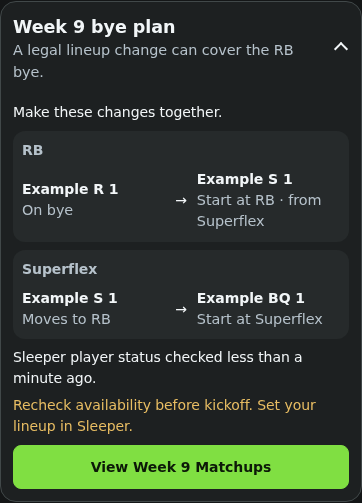 Week 9 bye plan
A legal lineup change can cover the RB
bye.
Make these changes together.
RB
Example R 1
On bye
→
Example S 1
Start at RB · from
Superflex
Superflex
Example S 1
Moves to RB
→
Example BQ 1
Start at Superflex
Sleeper player status checked less than a
minute ago.
Recheck availability before kickoff. Set your
lineup in Sleeper.
View Week 9 Matchups